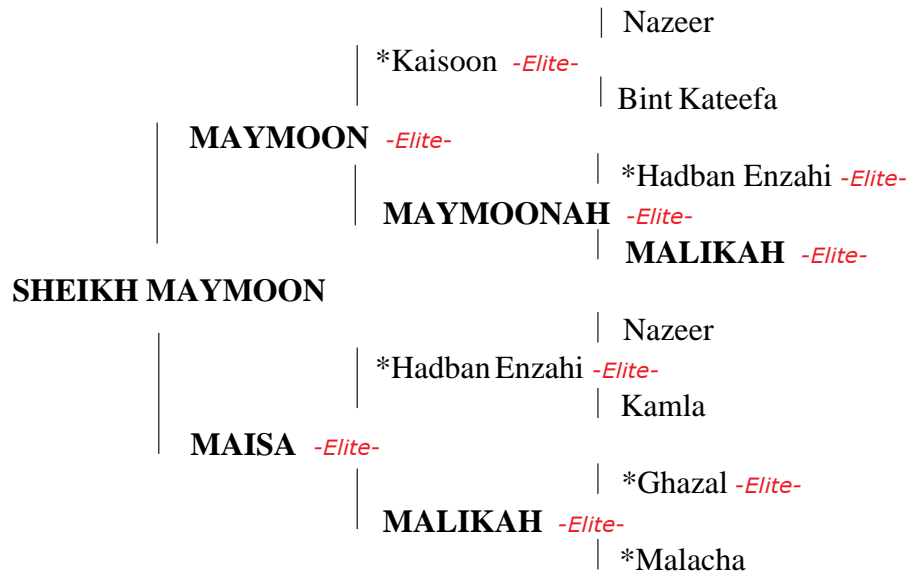 Nazeer
*Kaisoon -Elite-
Bint Kateefa
MAYMOON -Elite-
*Hadban Enzahi -Elite-
MAYMOONAH -Elite-
MALIKAH -Elite-
SHEIKH MAYMOON
Nazeer
*Hadban Enzahi -Elite-
Kamla
MAISA -Elite-
*Ghazal -Elite-
MALIKAH -Elite-
*Malacha